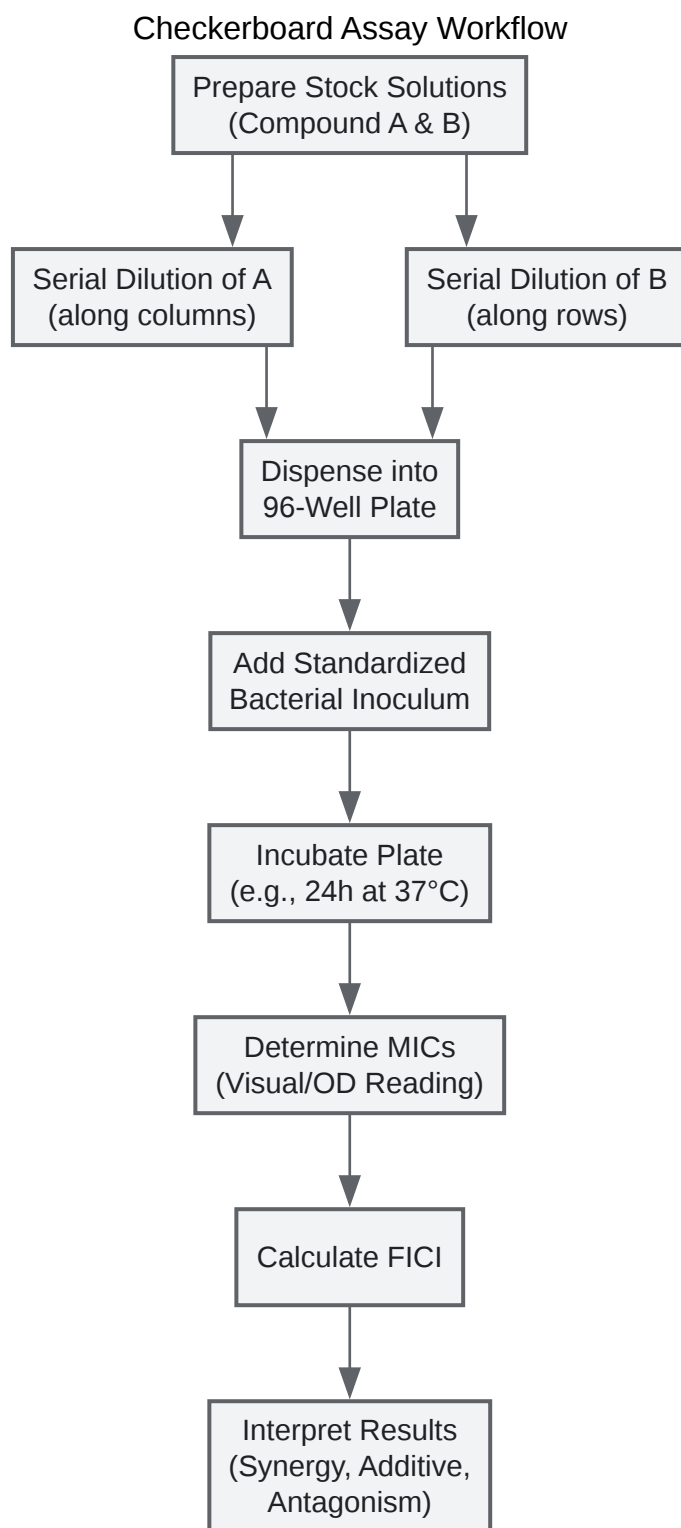 Checkerboard Assay Workflow
Prepare Stock Solutions
(Compound A & B)
Serial Dilution of A
(along columns)
Serial Dilution of B
(along rows)
Dispense into
96-Well Plate
Add Standardized
Bacterial Inoculum
Incubate Plate
(e.g., 24h at 37°C)
Determine MICs
(Visual/OD Reading)
Calculate FICI
Interpret Results
(Synergy, Additive,
Antagonism)